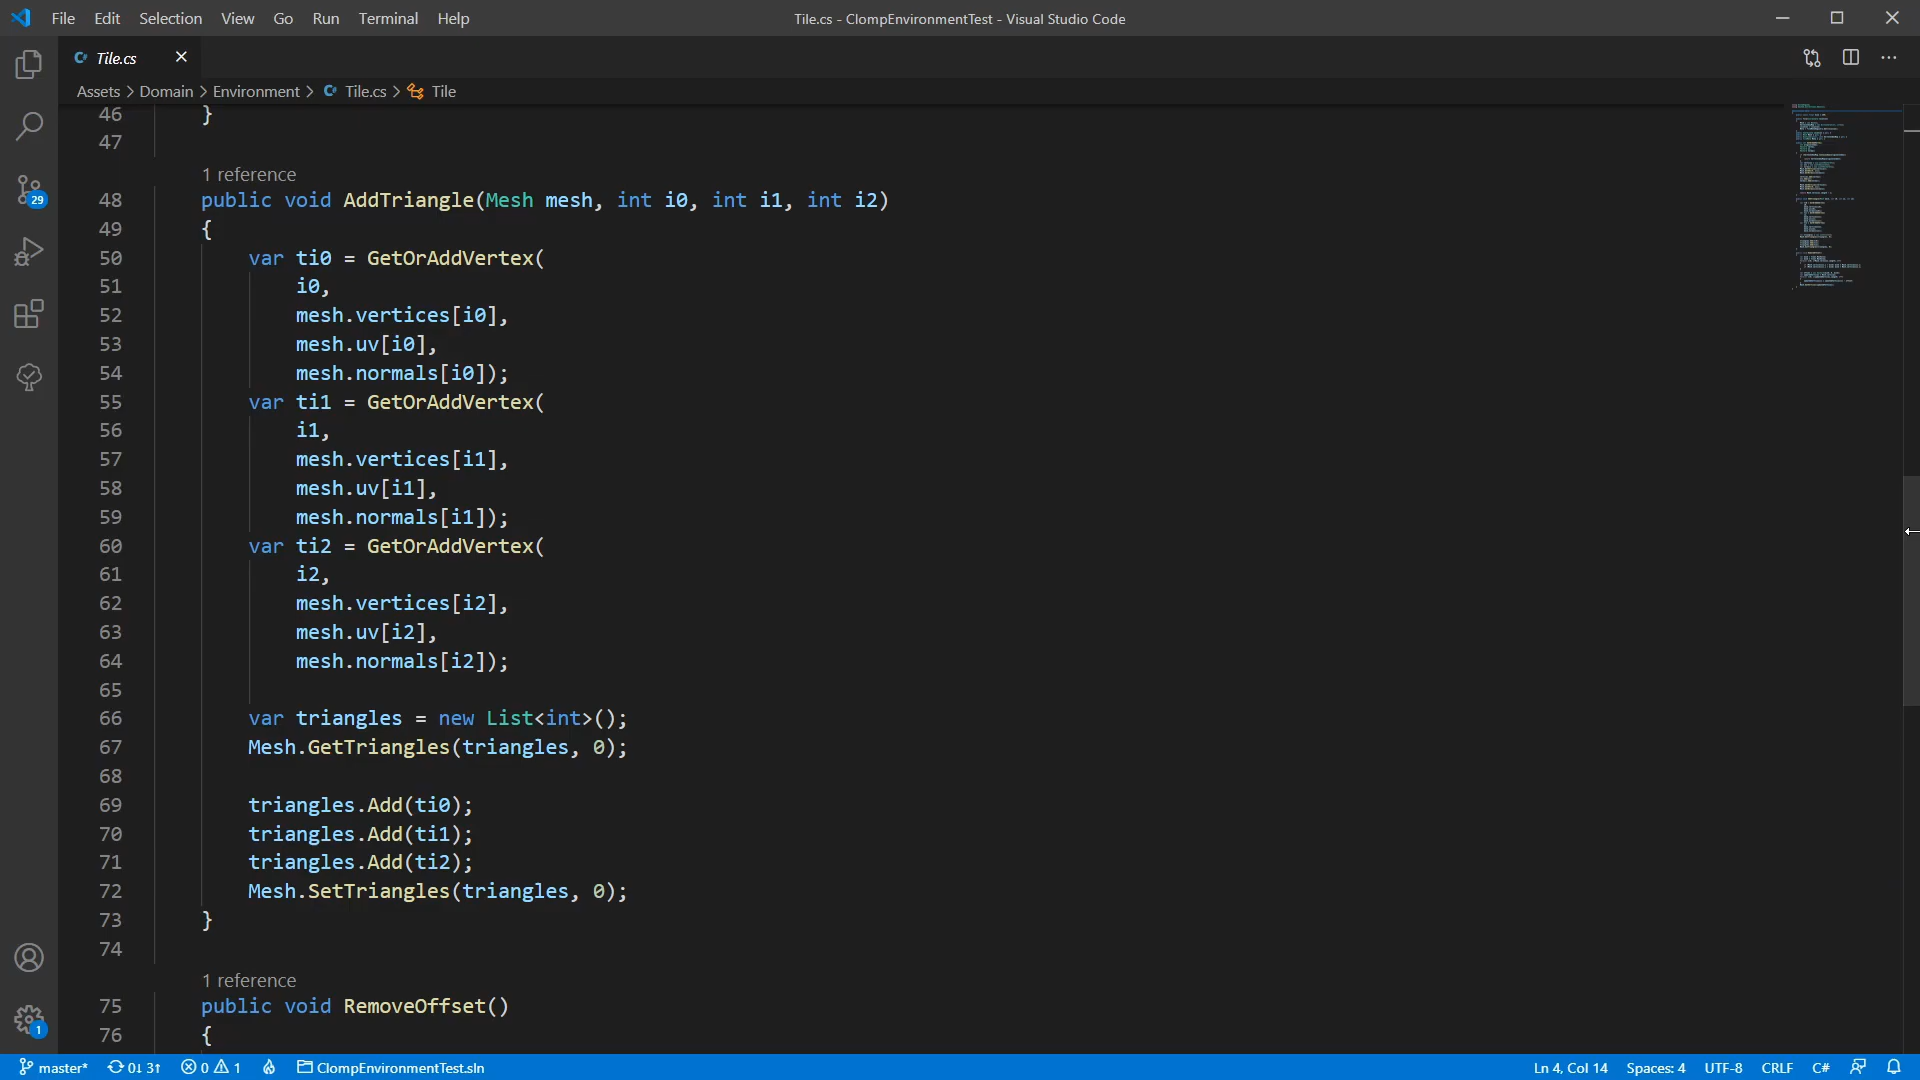 File Edit Selection View Go Run Terminal Help
Tile.cs - ClompEnvironmentTest - Visual Studio Code
C# Tile.cs
Assets > Domain > Environment > C# Tile.cs > Tile
46 }
47
1 reference
48 public void AddTriangle(Mesh mesh, int i0, int i1, int i2)
49 {
50 var ti0 = GetOrAddVertex(
51 i0,
52 mesh.vertices[i0],
53 mesh.uv[i0],
54 mesh.normals[i0]);
55 var ti1 = GetOrAddVertex(
56 i1,
57 mesh.vertices[i1],
58 mesh.uv[i1],
59 mesh.normals[i1]);
60 var ti2 = GetOrAddVertex(
61 i2,
62 mesh.vertices[i2],
63 mesh.uv[i2],
64 mesh.normals[i2]);
65
66 var triangles = new List<int>();
67 Mesh.GetTriangles(triangles, 0);
68
69 triangles.Add(ti0);
70 triangles.Add(ti1);
71 triangles.Add(ti2);
72 Mesh.SetTriangles(triangles, 0);
73 }
74
1 reference
75 public void RemoveOffset()
76 {
29
1
master* 0↓ 3↑ 0 1 ClompEnvironmentTest.sln Ln 4, Col 14 Spaces: 4 UTF-8 CRLF C#